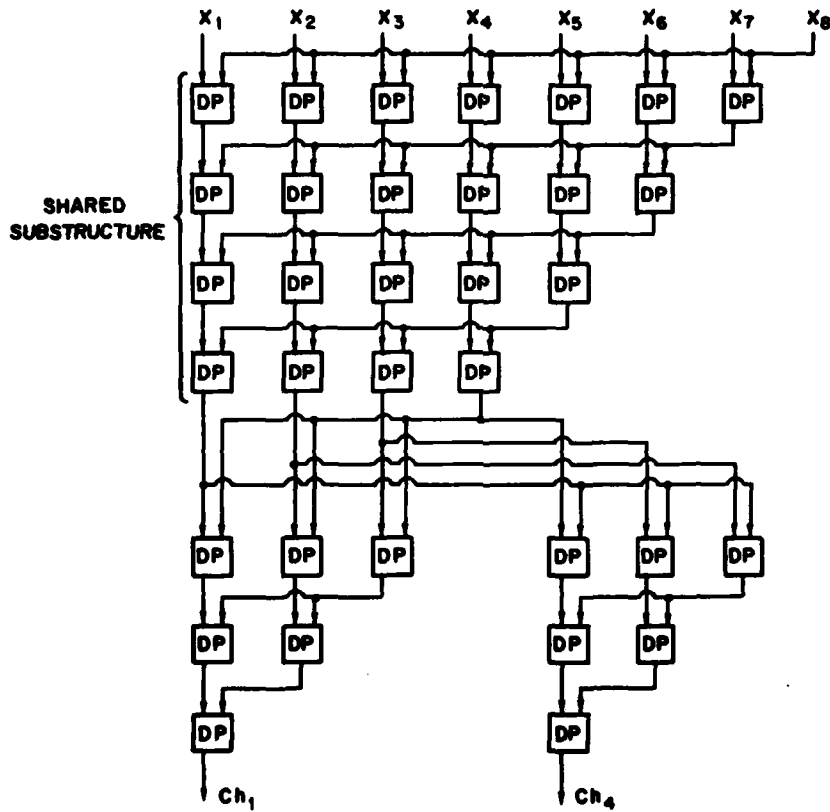 X1 X2 X3 X4 X5 X6 X7 X8
DP DP DP DP DP DP DP
DP DP DP DP DP DP
SHARED
SUBSTRUCTURE
DP DP DP DP DP
DP DP DP DP
DP DP DP DP DP DP
DP DP DP DP
DP DP
Ch1 Ch4